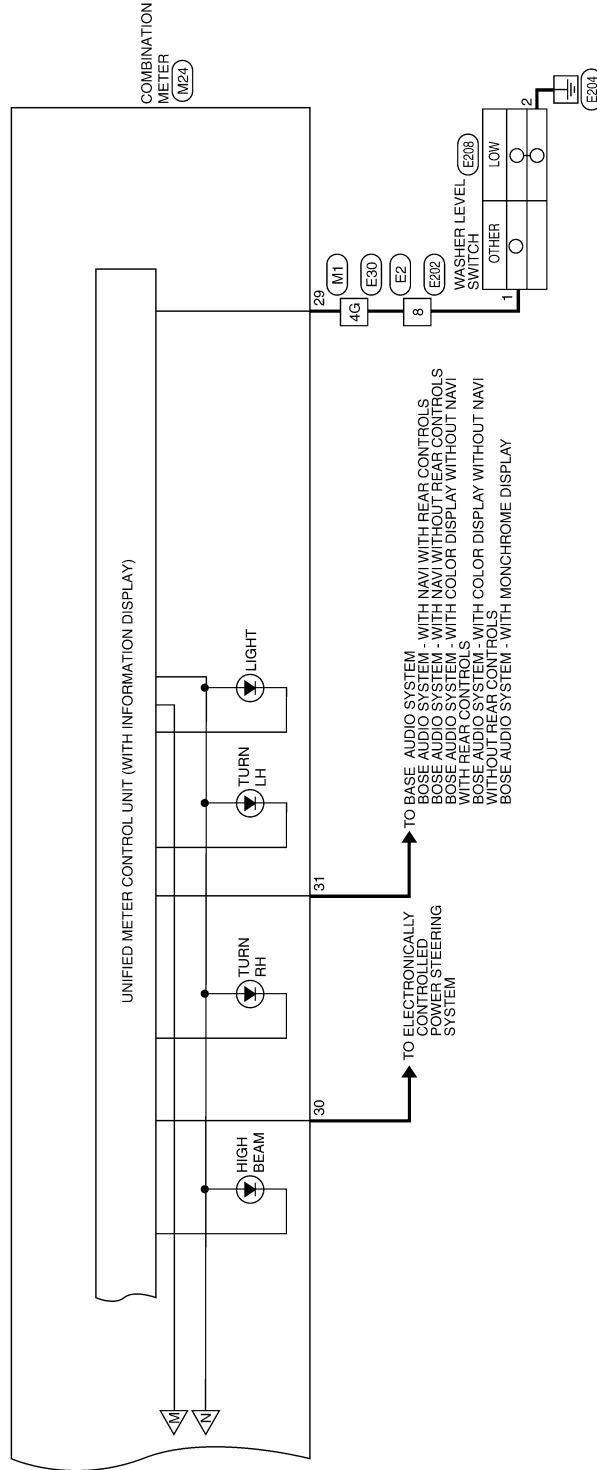 COMBINATION
METER
M24
UNIFIED METER CONTROL UNIT (WITH INFORMATION DISPLAY)
M
N
HIGH
BEAM
TURN
RH
TURN
LH
LIGHT
30
31
29
TO ELECTRONICALLY
CONTROLLED
POWER STEERING
SYSTEM
TO BASE AUDIO SYSTEM
BOSE AUDIO SYSTEM - WITH NAVI WITH REAR CONTROLS
BOSE AUDIO SYSTEM - WITH NAVI WITHOUT REAR CONTROLS
BOSE AUDIO SYSTEM - WITH COLOR DISPLAY WITHOUT NAVI
WITH REAR CONTROLS
BOSE AUDIO SYSTEM - WITH COLOR DISPLAY WITHOUT NAVI
WITHOUT REAR CONTROLS
BOSE AUDIO SYSTEM - WITH MONCHROME DISPLAY
4G
M1
E30
8
E2
E202
WASHER LEVEL
SWITCH
E208
OTHER
LOW
1
2
E204